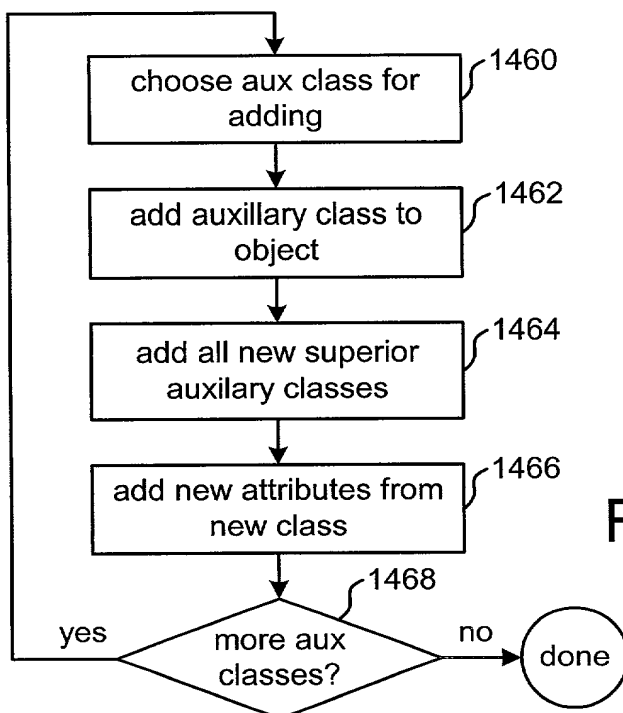 choose aux class for
adding
1460
add auxillary class to
object
1462
add all new superior
auxilary classes
1464
add new attributes from
new class
1466
1468
yes
more aux
classes?
no
done
F